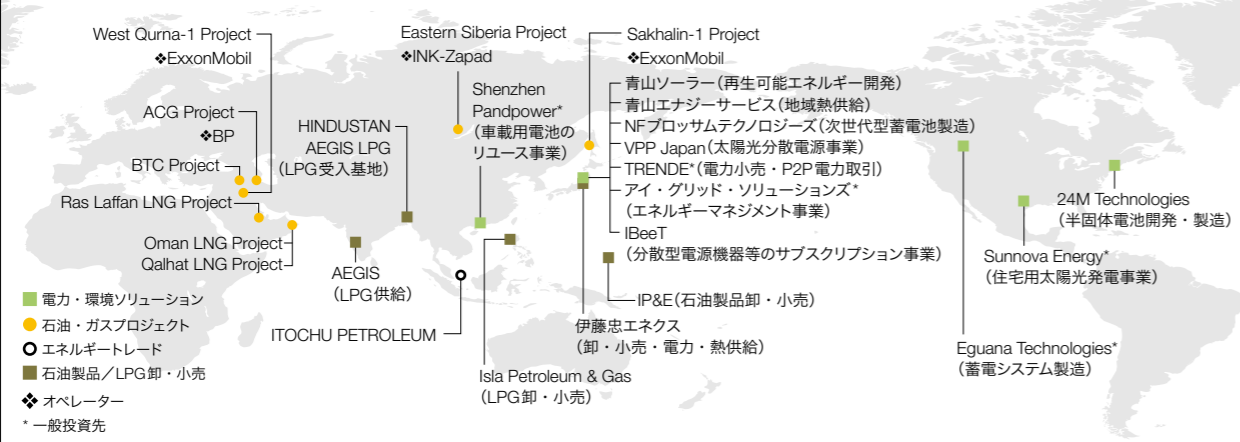 West Qurna-1 Project
❖ExxonMobil
ACG Project
❖BP
BTC Project
Ras Laffan LNG Project
Oman LNG Project
Qalhat LNG Project
HINDUSTAN
AEGIS LPG
（LPG受入基地）
AEGIS
（LPG供給）
Eastern Siberia Project
❖INK-Zapad
Shenzhen
Pandpower*
（車載用電池の
リユース事業）
ITOCHU PETROLEUM
Isla Petroleum & Gas
（LPG卸・小売）
Sakhalin-1 Project
❖ExxonMobil
青山ソーラー（再生可能エネルギー開発）
青山エナジーサービス（地域熱供給）
NFブロッサムテクノロジーズ（次世代型蓄電池製造）
VPP Japan（太陽光分散電源事業）
TRENDE*（電力小売・P2P電力取引）
アイ・グリッド・ソリューションズ*
（エネルギーマネジメント事業）
IBeeT
（分散型電源機器等のサブスクリプション事業）
IP&E（石油製品卸・小売）
伊藤忠エネクス
（卸・小売・電力・熱供給）
24M Technologies
（半固体電池開発・製造）
Sunnova Energy*
（住宅用太陽光発電事業）
Eguana Technologies*
（蓄電システム製造）
電力・環境ソリューション
石油・ガスプロジェクト
エネルギートレード
石油製品／LPG卸・小売
❖ オペレーター
* 一般投資先